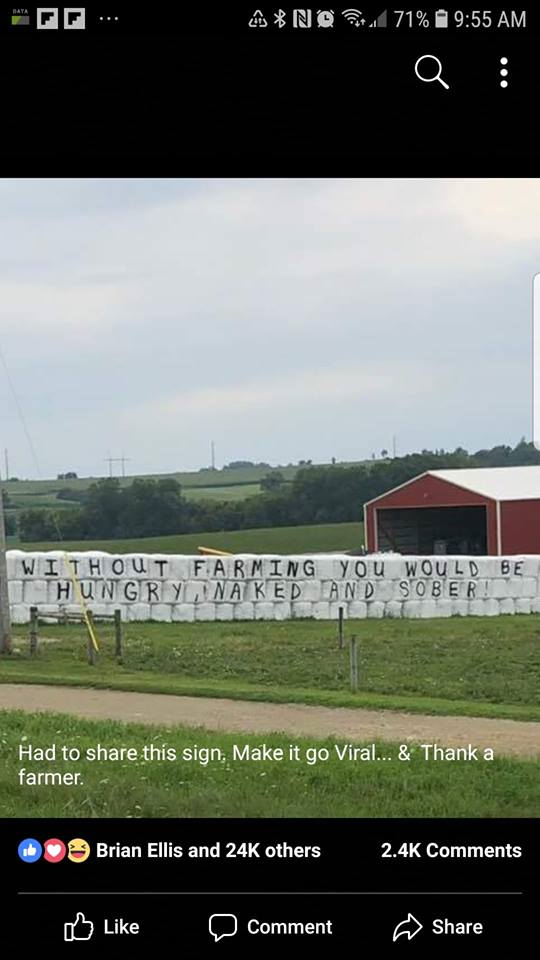 DATA
71%
9:55 AM
WITHOUT FARMING YOU WOULD BE
HUNGRY, NAKED AND SOBER!
Had to share this sign, Make it go Viral... & Thank a
farmer.
Brian Ellis and 24K others
2.4K Comments
Like
Comment
Share